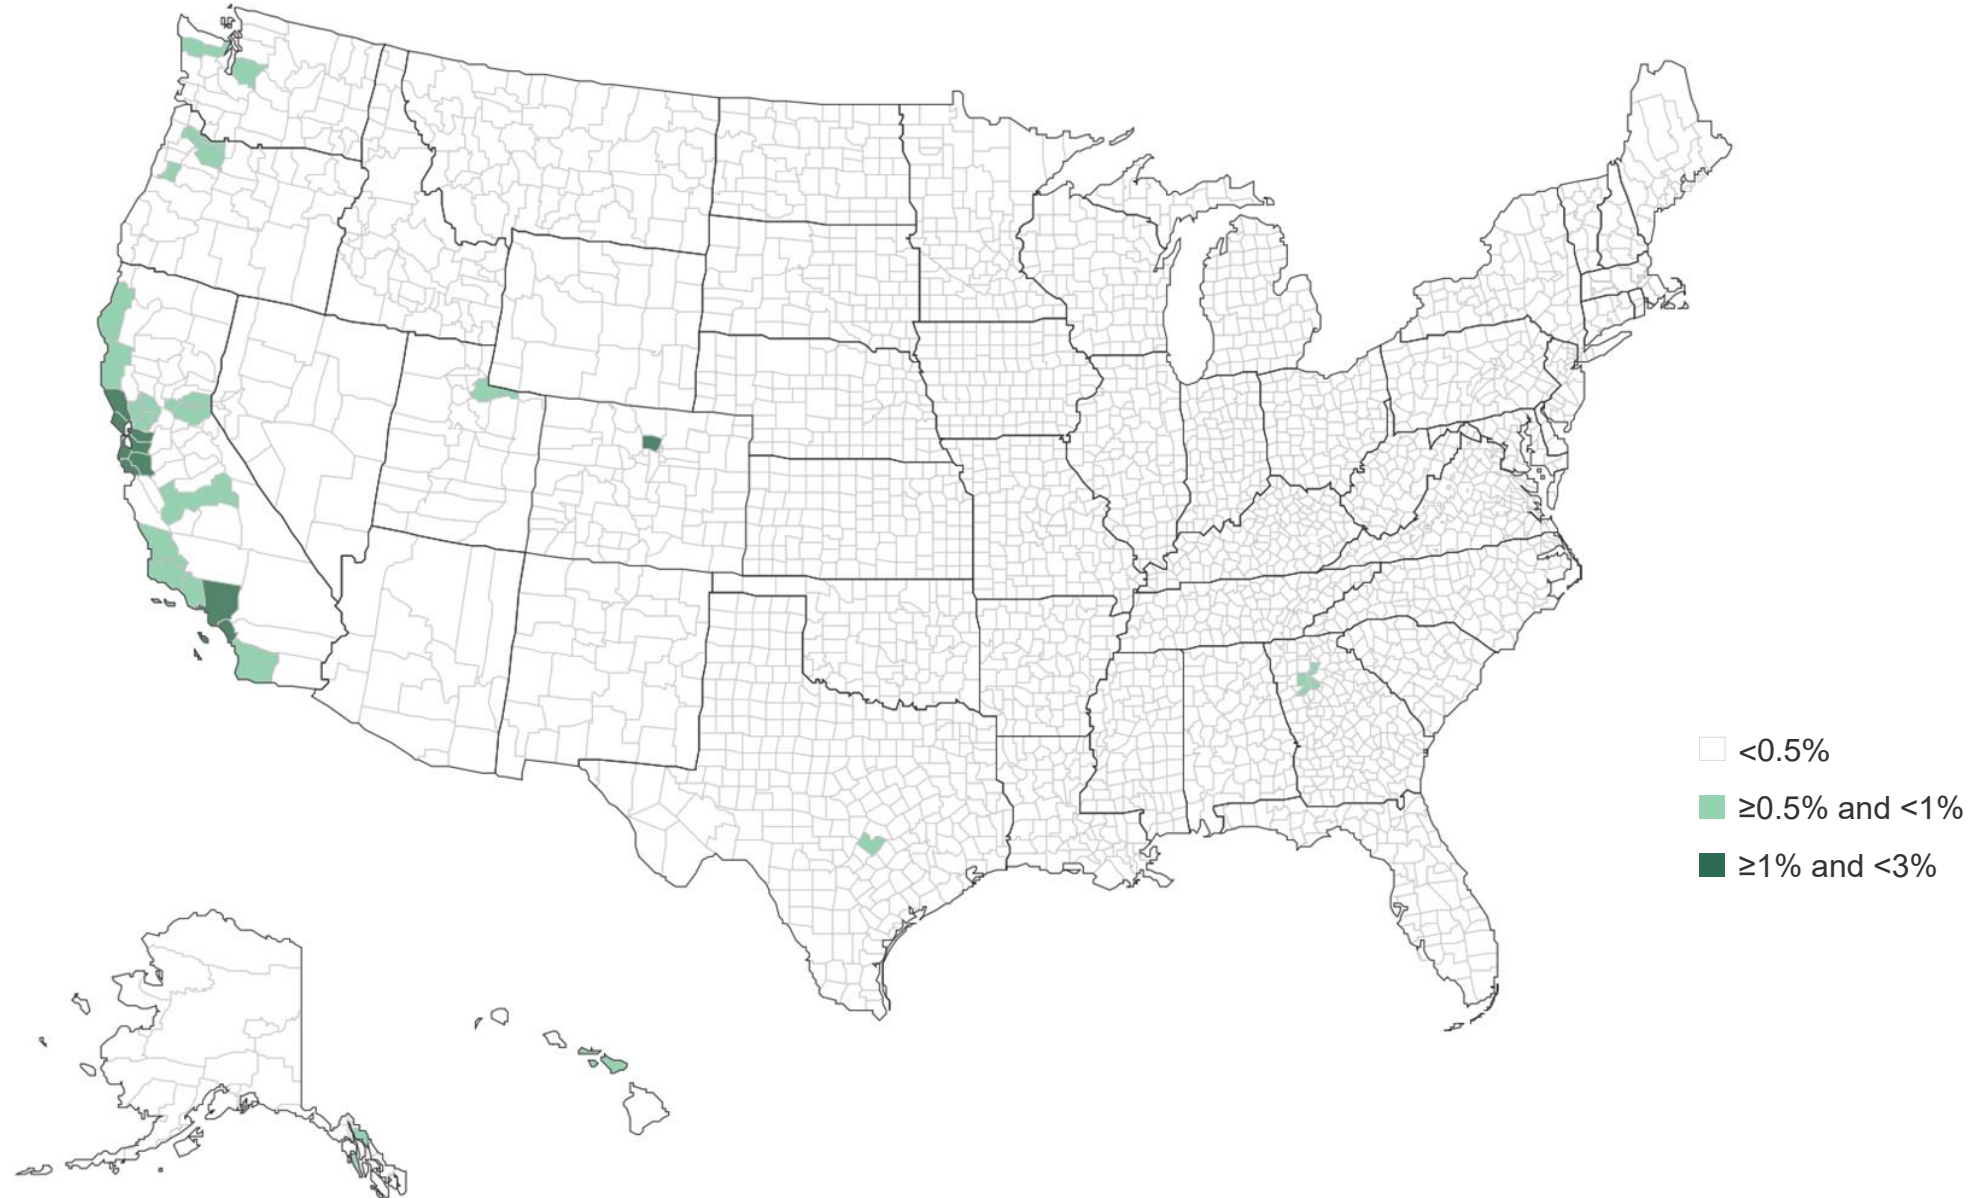 <0.5%
≥0.5% and <1%
≥1% and <3%